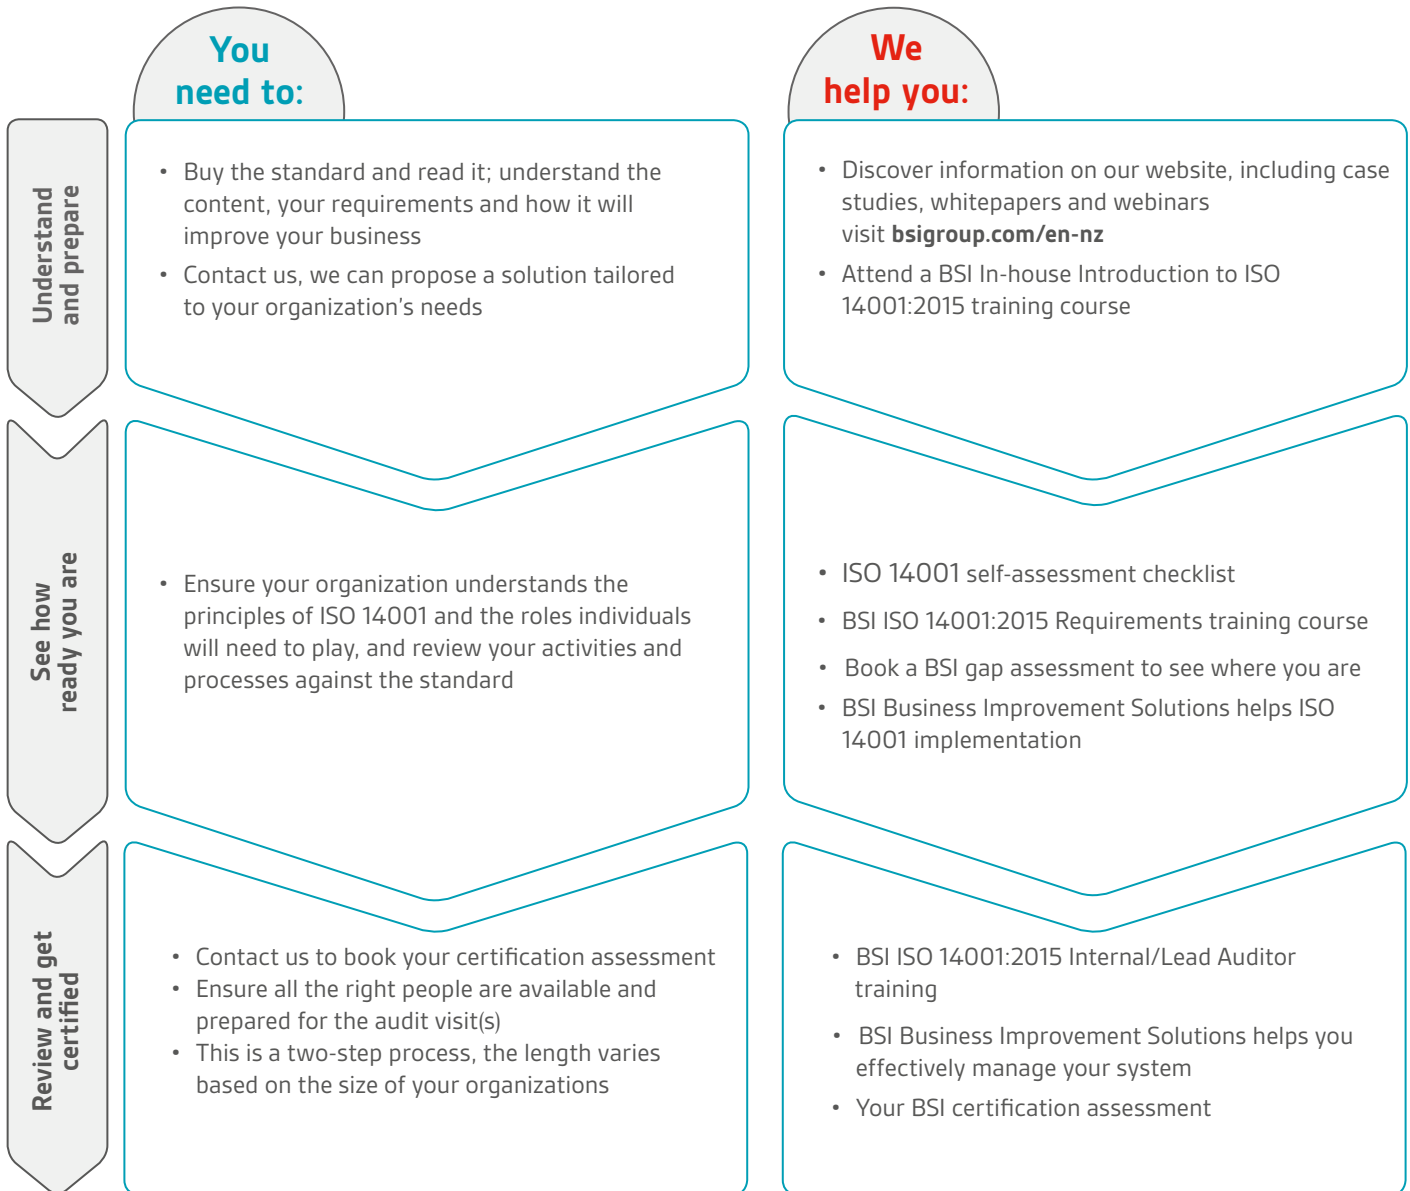 You
need to:
We
help you:
Understand
and prepare
• Buy the standard and read it; understand the
content, your requirements and how it will
improve your business
• Contact us, we can propose a solution tailored
to your organization's needs
• Discover information on our website, including case
studies, whitepapers and webinars
visit bsigroup.com/en-nz
• Attend a BSI In-house Introduction to ISO
14001:2015 training course
See how
ready you are
• Ensure your organization understands the
principles of ISO 14001 and the roles individuals
will need to play, and review your activities and
processes against the standard
• ISO 14001 self-assessment checklist
• BSI ISO 14001:2015 Requirements training course
• Book a BSI gap assessment to see where you are
• BSI Business Improvement Solutions helps ISO
14001 implementation
Review and get
certified
• Contact us to book your certification assessment
• Ensure all the right people are available and
prepared for the audit visit(s)
• This is a two-step process, the length varies
based on the size of your organizations
• BSI ISO 14001:2015 Internal/Lead Auditor
training
• BSI Business Improvement Solutions helps you
effectively manage your system
• Your BSI certification assessment